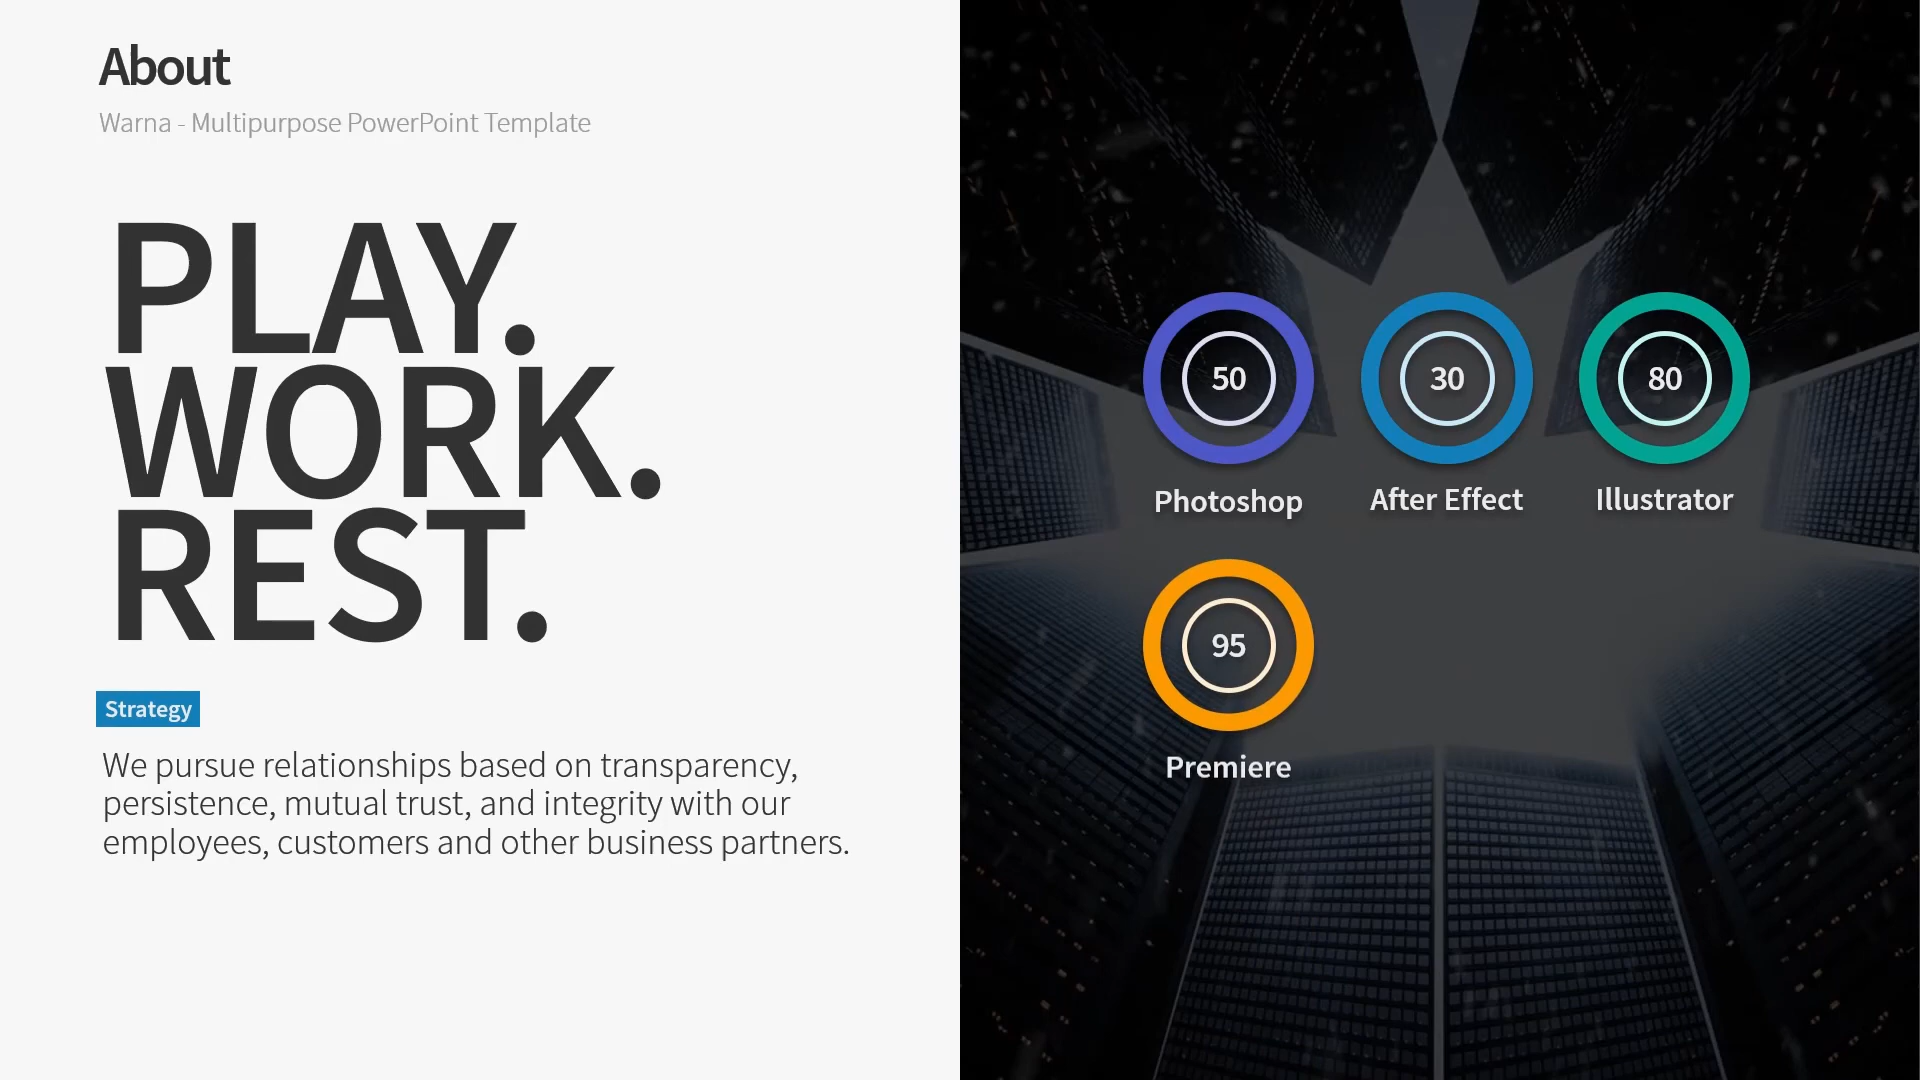 About
Warna - Multipurpose PowerPoint Template
PLAY.
WORK.
REST.
Strategy
We pursue relationships based on transparency,
persistence, mutual trust, and integrity with our
employees, customers and other business partners.
50
30
80
Photoshop
After Effect
Illustrator
95
Premiere